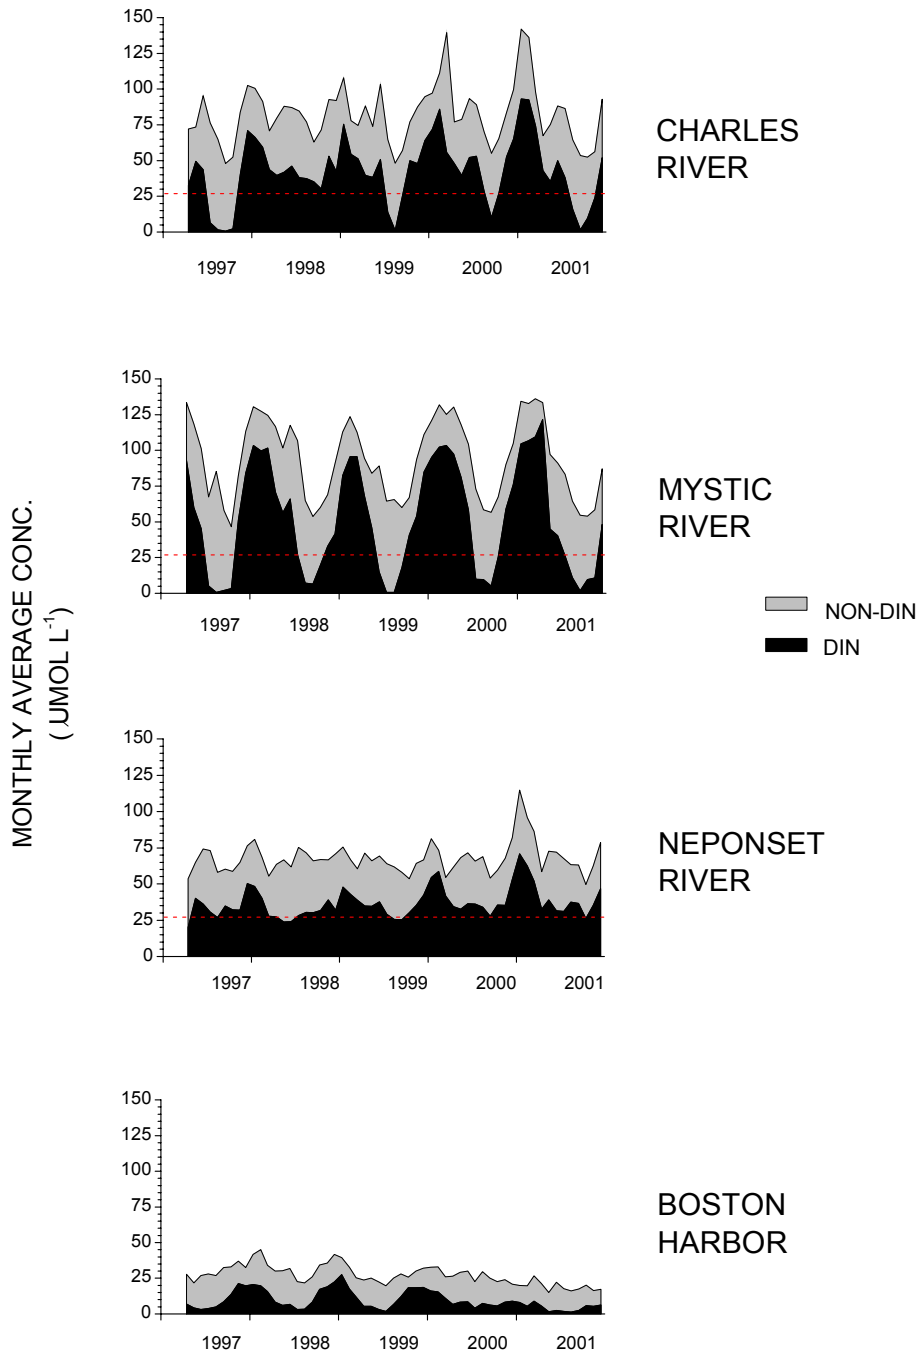 150
125
100
75
50
25
0
1997 1998 1999 2000 2001
CHARLES
RIVER
150
125
100
75
50
25
0
1997 1998 1999 2000 2001
MYSTIC
RIVER
MONTHLY AVERAGE CONC.
(µMOL L⁻¹)
NON-DIN
DIN
150
125
100
75
50
25
0
1997 1998 1999 2000 2001
NEPONSET
RIVER
150
125
100
75
50
25
0
1997 1998 1999 2000 2001
BOSTON
HARBOR